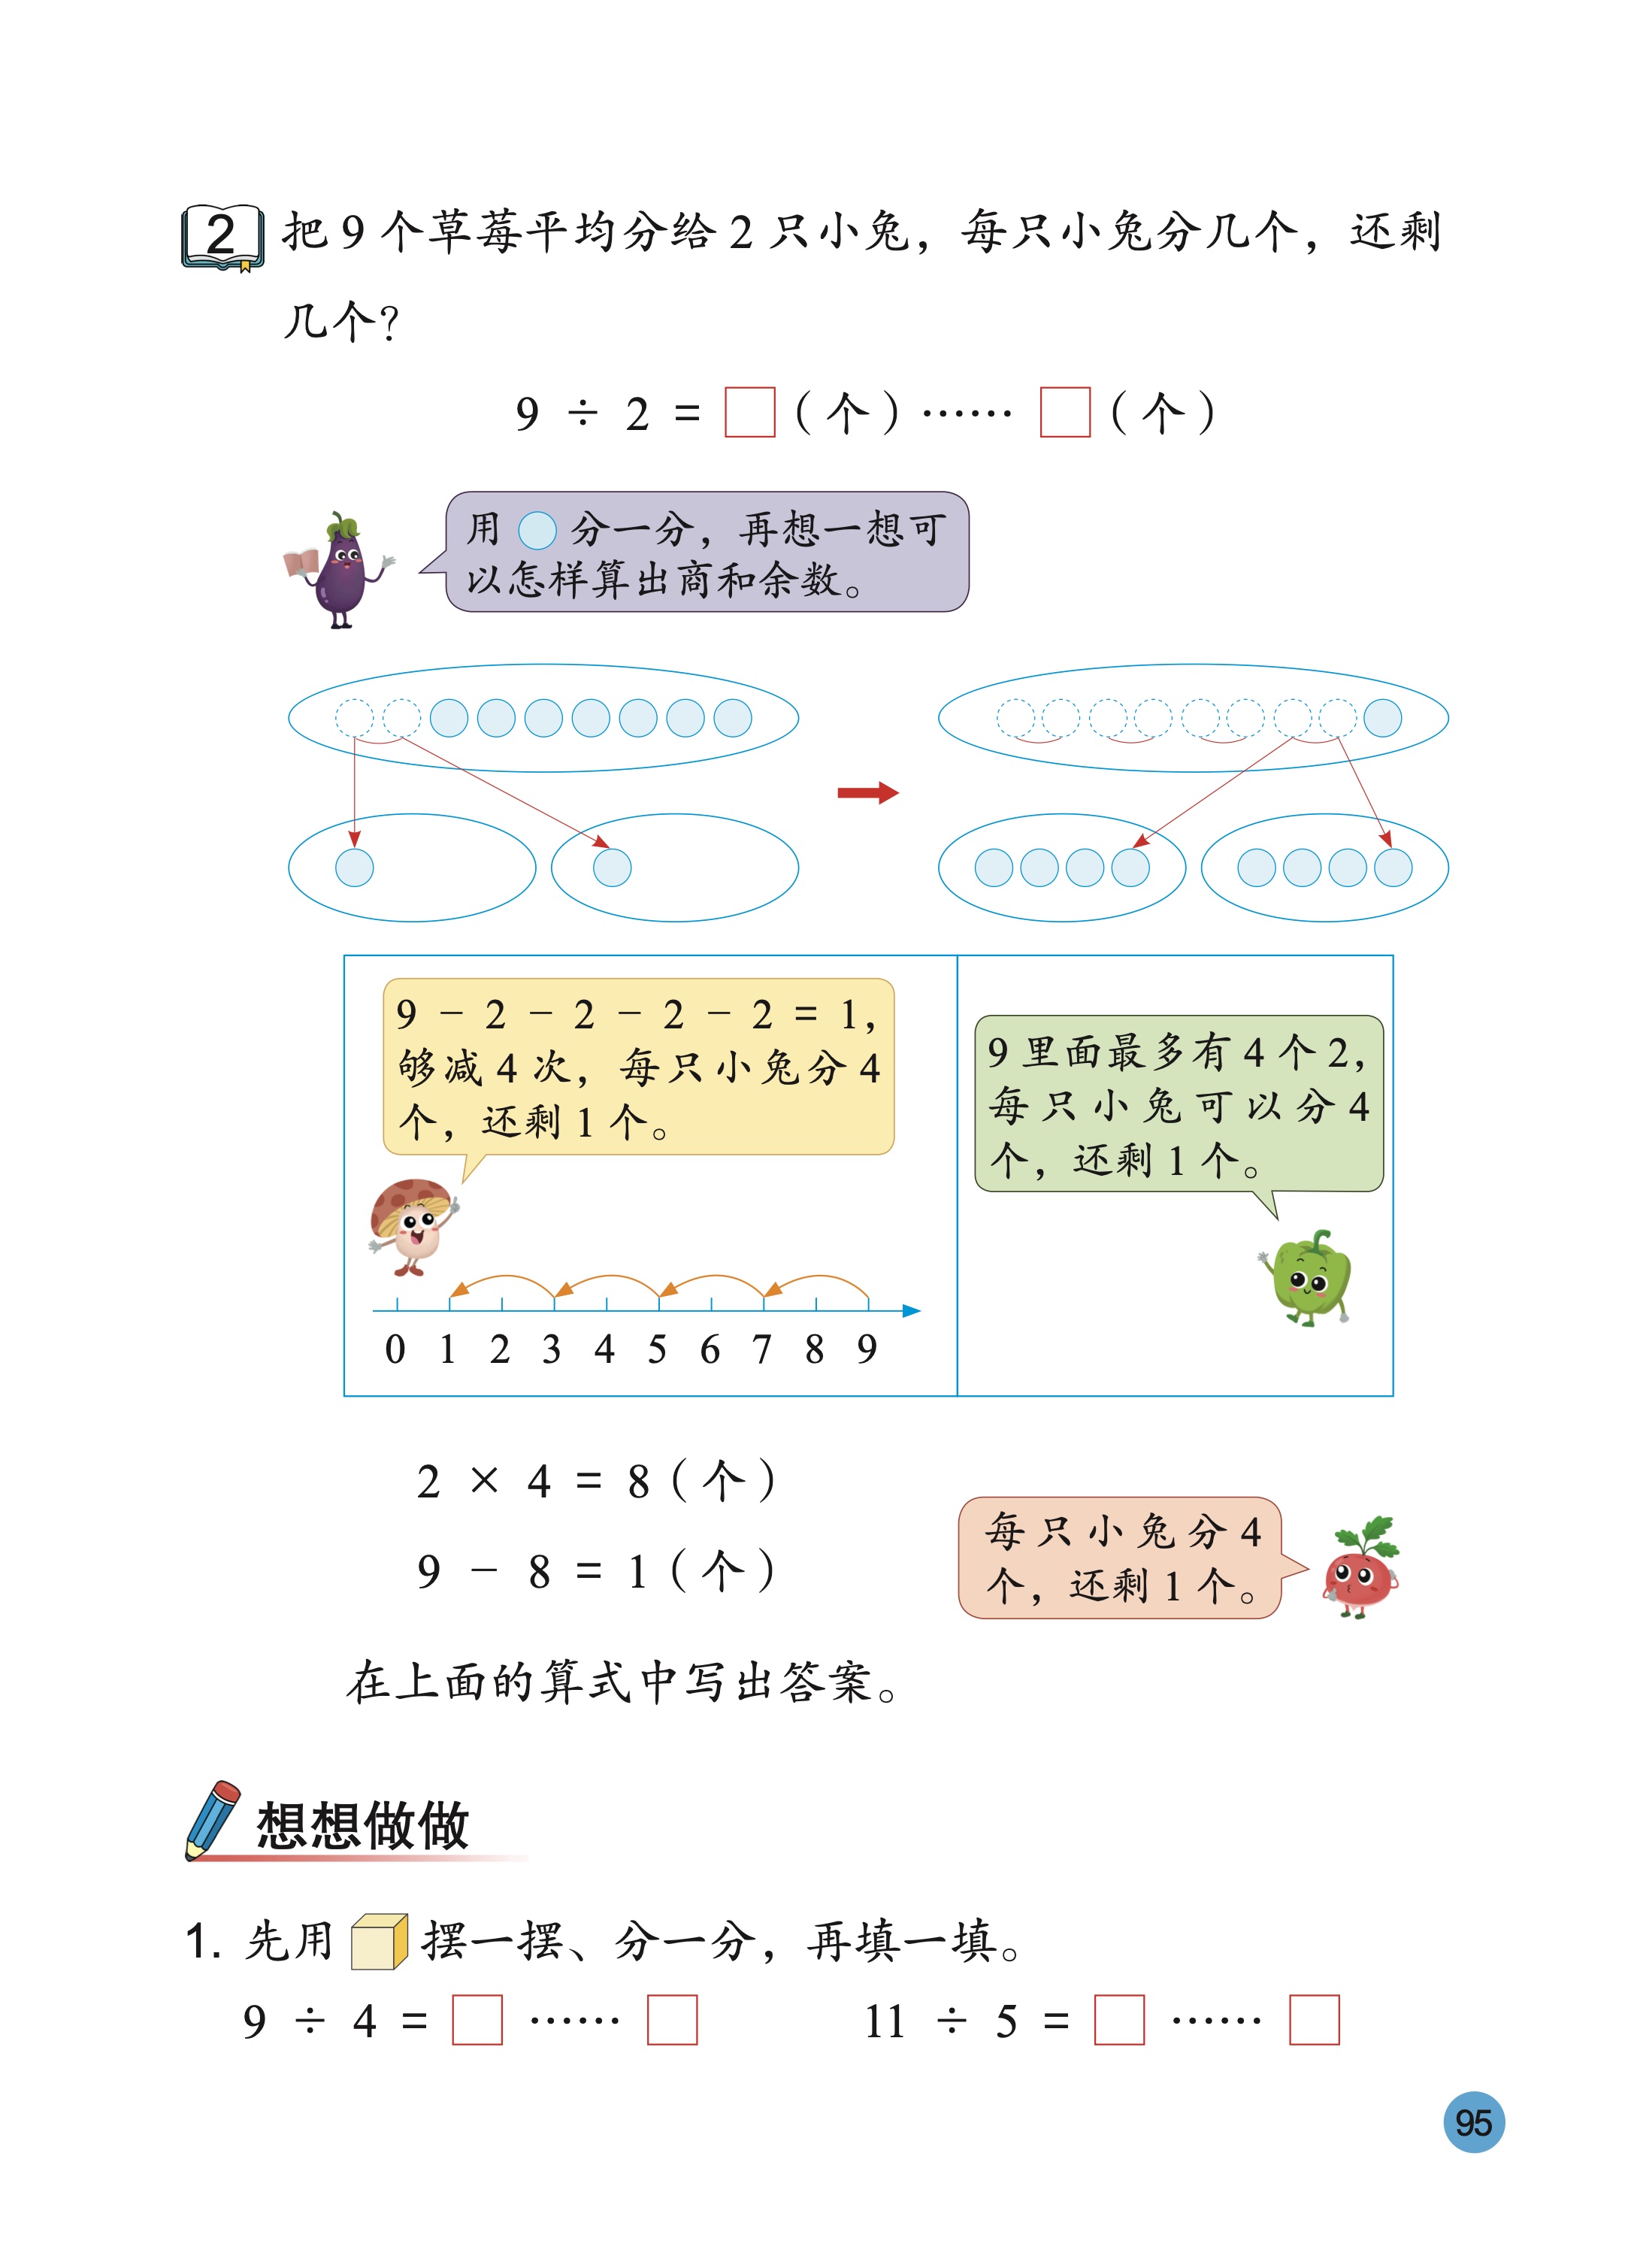 2 把 9 个草莓平均分给 2 只小兔，每只小兔分几个，还剩
几个？
9 ÷ 2 = □（个）…… □（个）
用 ○ 分一分，再想一想可
以怎样算出商和余数。
9 － 2 － 2 － 2 － 2 = 1，
够减 4 次，每只小兔分 4
个，还剩 1 个。
0 1 2 3 4 5 6 7 8 9
9 里面最多有 4 个 2，
每只小兔可以分 4
个，还剩 1 个。
2 × 4 = 8（个）
9 － 8 = 1（个）
每只小兔分 4
个，还剩 1 个。
在上面的算式中写出答案。
想想做做
1. 先用 摆一摆、分一分，再填一填。
9 ÷ 4 = □ …… □ 11 ÷ 5 = □ …… □
95